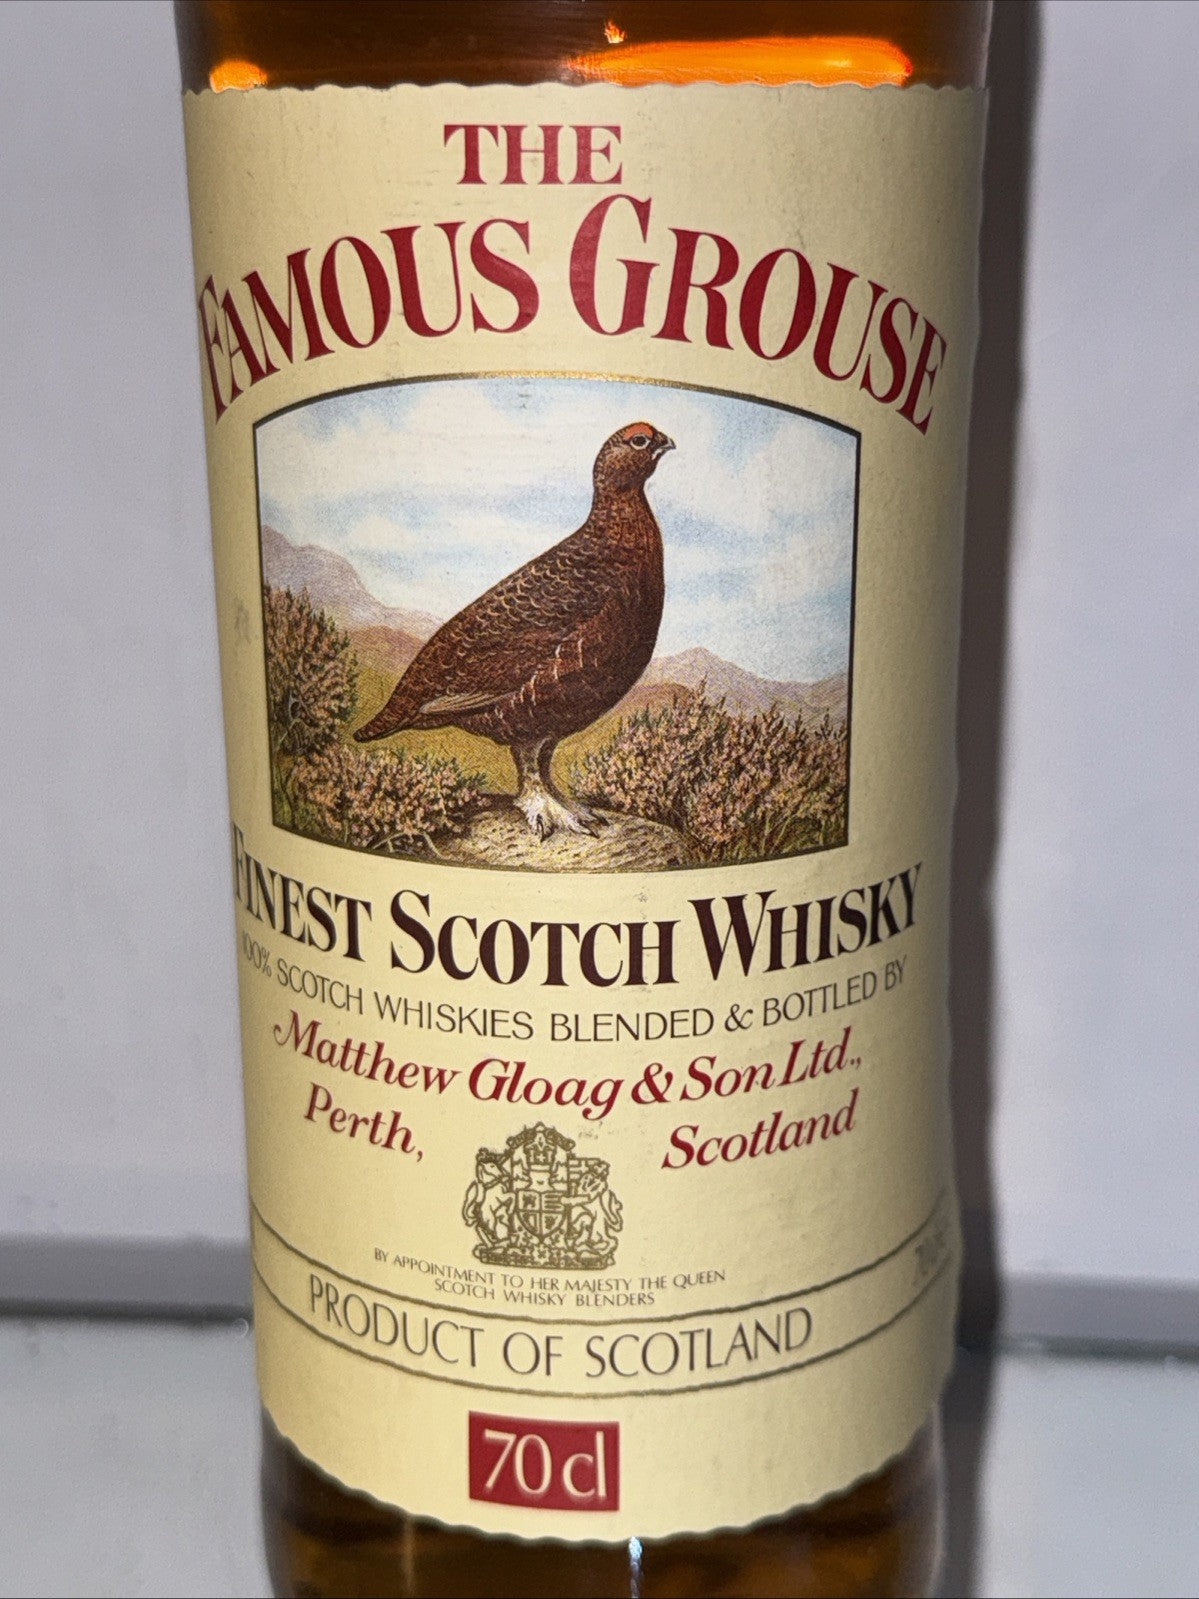 THE
FAMOUS GROUSE
FINEST SCOTCH WHISKY
100% SCOTCH WHISKIES BLENDED & BOTTLED BY
Matthew Gloag & Son Ltd.,
Perth, Scotland
BY APPOINTMENT TO HER MAJESTY THE QUEEN
SCOTCH WHISKY BLENDERS
PRODUCT OF SCOTLAND
70 cl